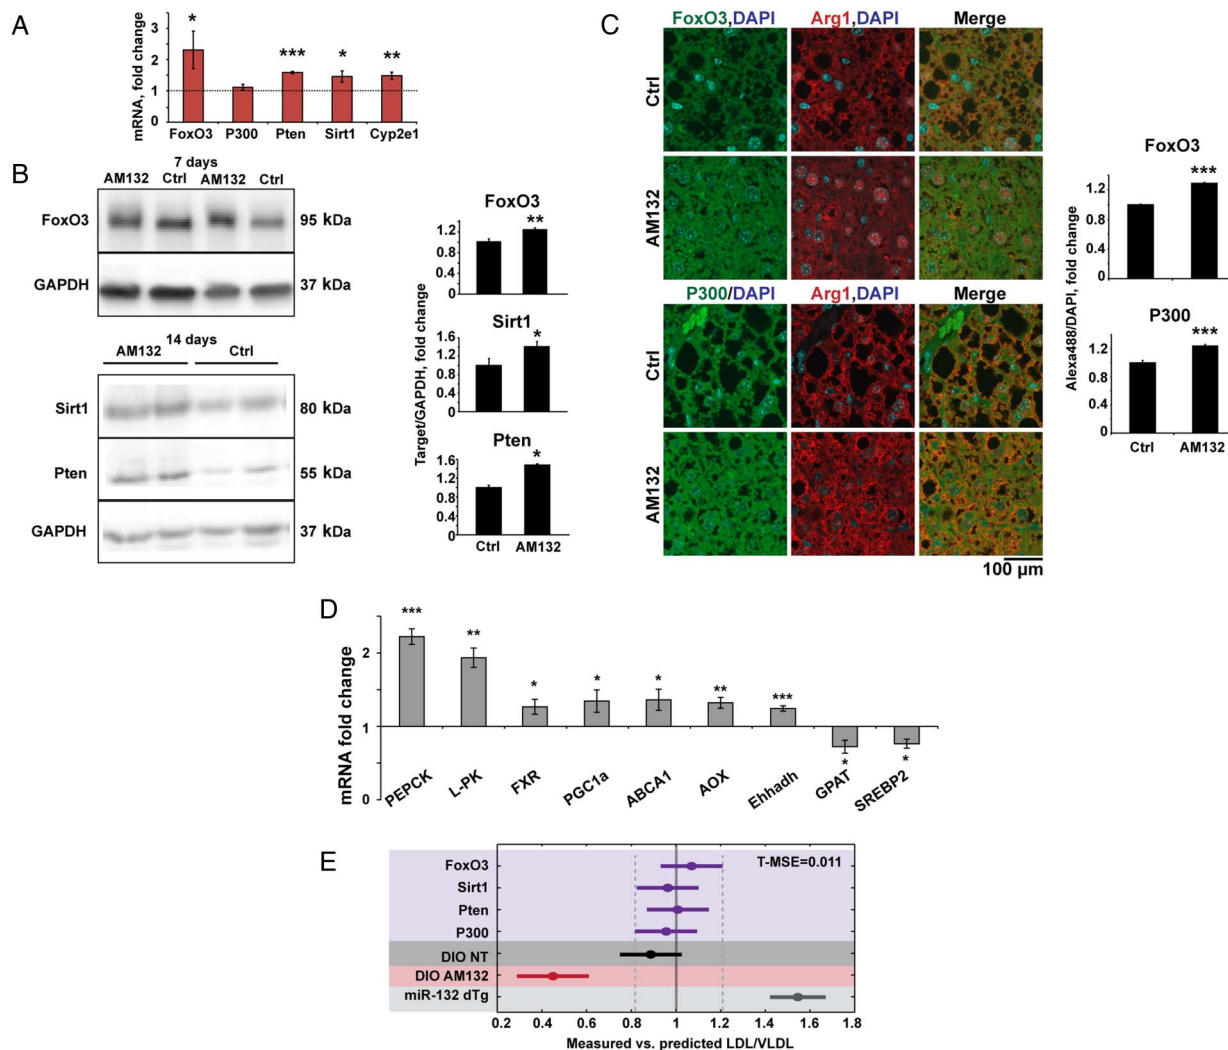 A
mRNA, fold change
3
2
1
0
*
***
*
**
FoxO3 P300 Pten Sirt1 Cyp2e1
B
7 days
AM132 Ctrl AM132 Ctrl
FoxO3
95 kDa
GAPDH
37 kDa
14 days
AM132 Ctrl
Sirt1
80 kDa
Pten
55 kDa
GAPDH
37 kDa
Target/GAPDH, fold change
FoxO3
**
1.2
0.8
0.4
0
Sirt1
*
1.6
1.2
0.8
0.4
0
Pten
*
1.6
1.2
0.8
0.4
0
Ctrl AM132
C
FoxO3,DAPI Arg1,DAPI Merge
Ctrl
AM132
P300/DAPI Arg1,DAPI Merge
Ctrl
AM132
100 µm
Alexa488/DAPI, fold change
FoxO3
***
1.2
0.8
0.4
0
P300
***
1.2
0.8
0.4
0
Ctrl AM132
D
mRNA fold change
2
1
0
***
**
*
*
*
**
***
*
*
PEPCK L-PK FXR PGC1a ABCA1 AOX Ehhadh GPAT SREBP2
E
T-MSE=0.011
FoxO3
Sirt1
Pten
P300
DIO NT
DIO AM132
miR-132 dTg
0.2 0.4 0.6 0.8 1 1.2 1.4 1.6 1.8
Measured vs. predicted LDL/VLDL